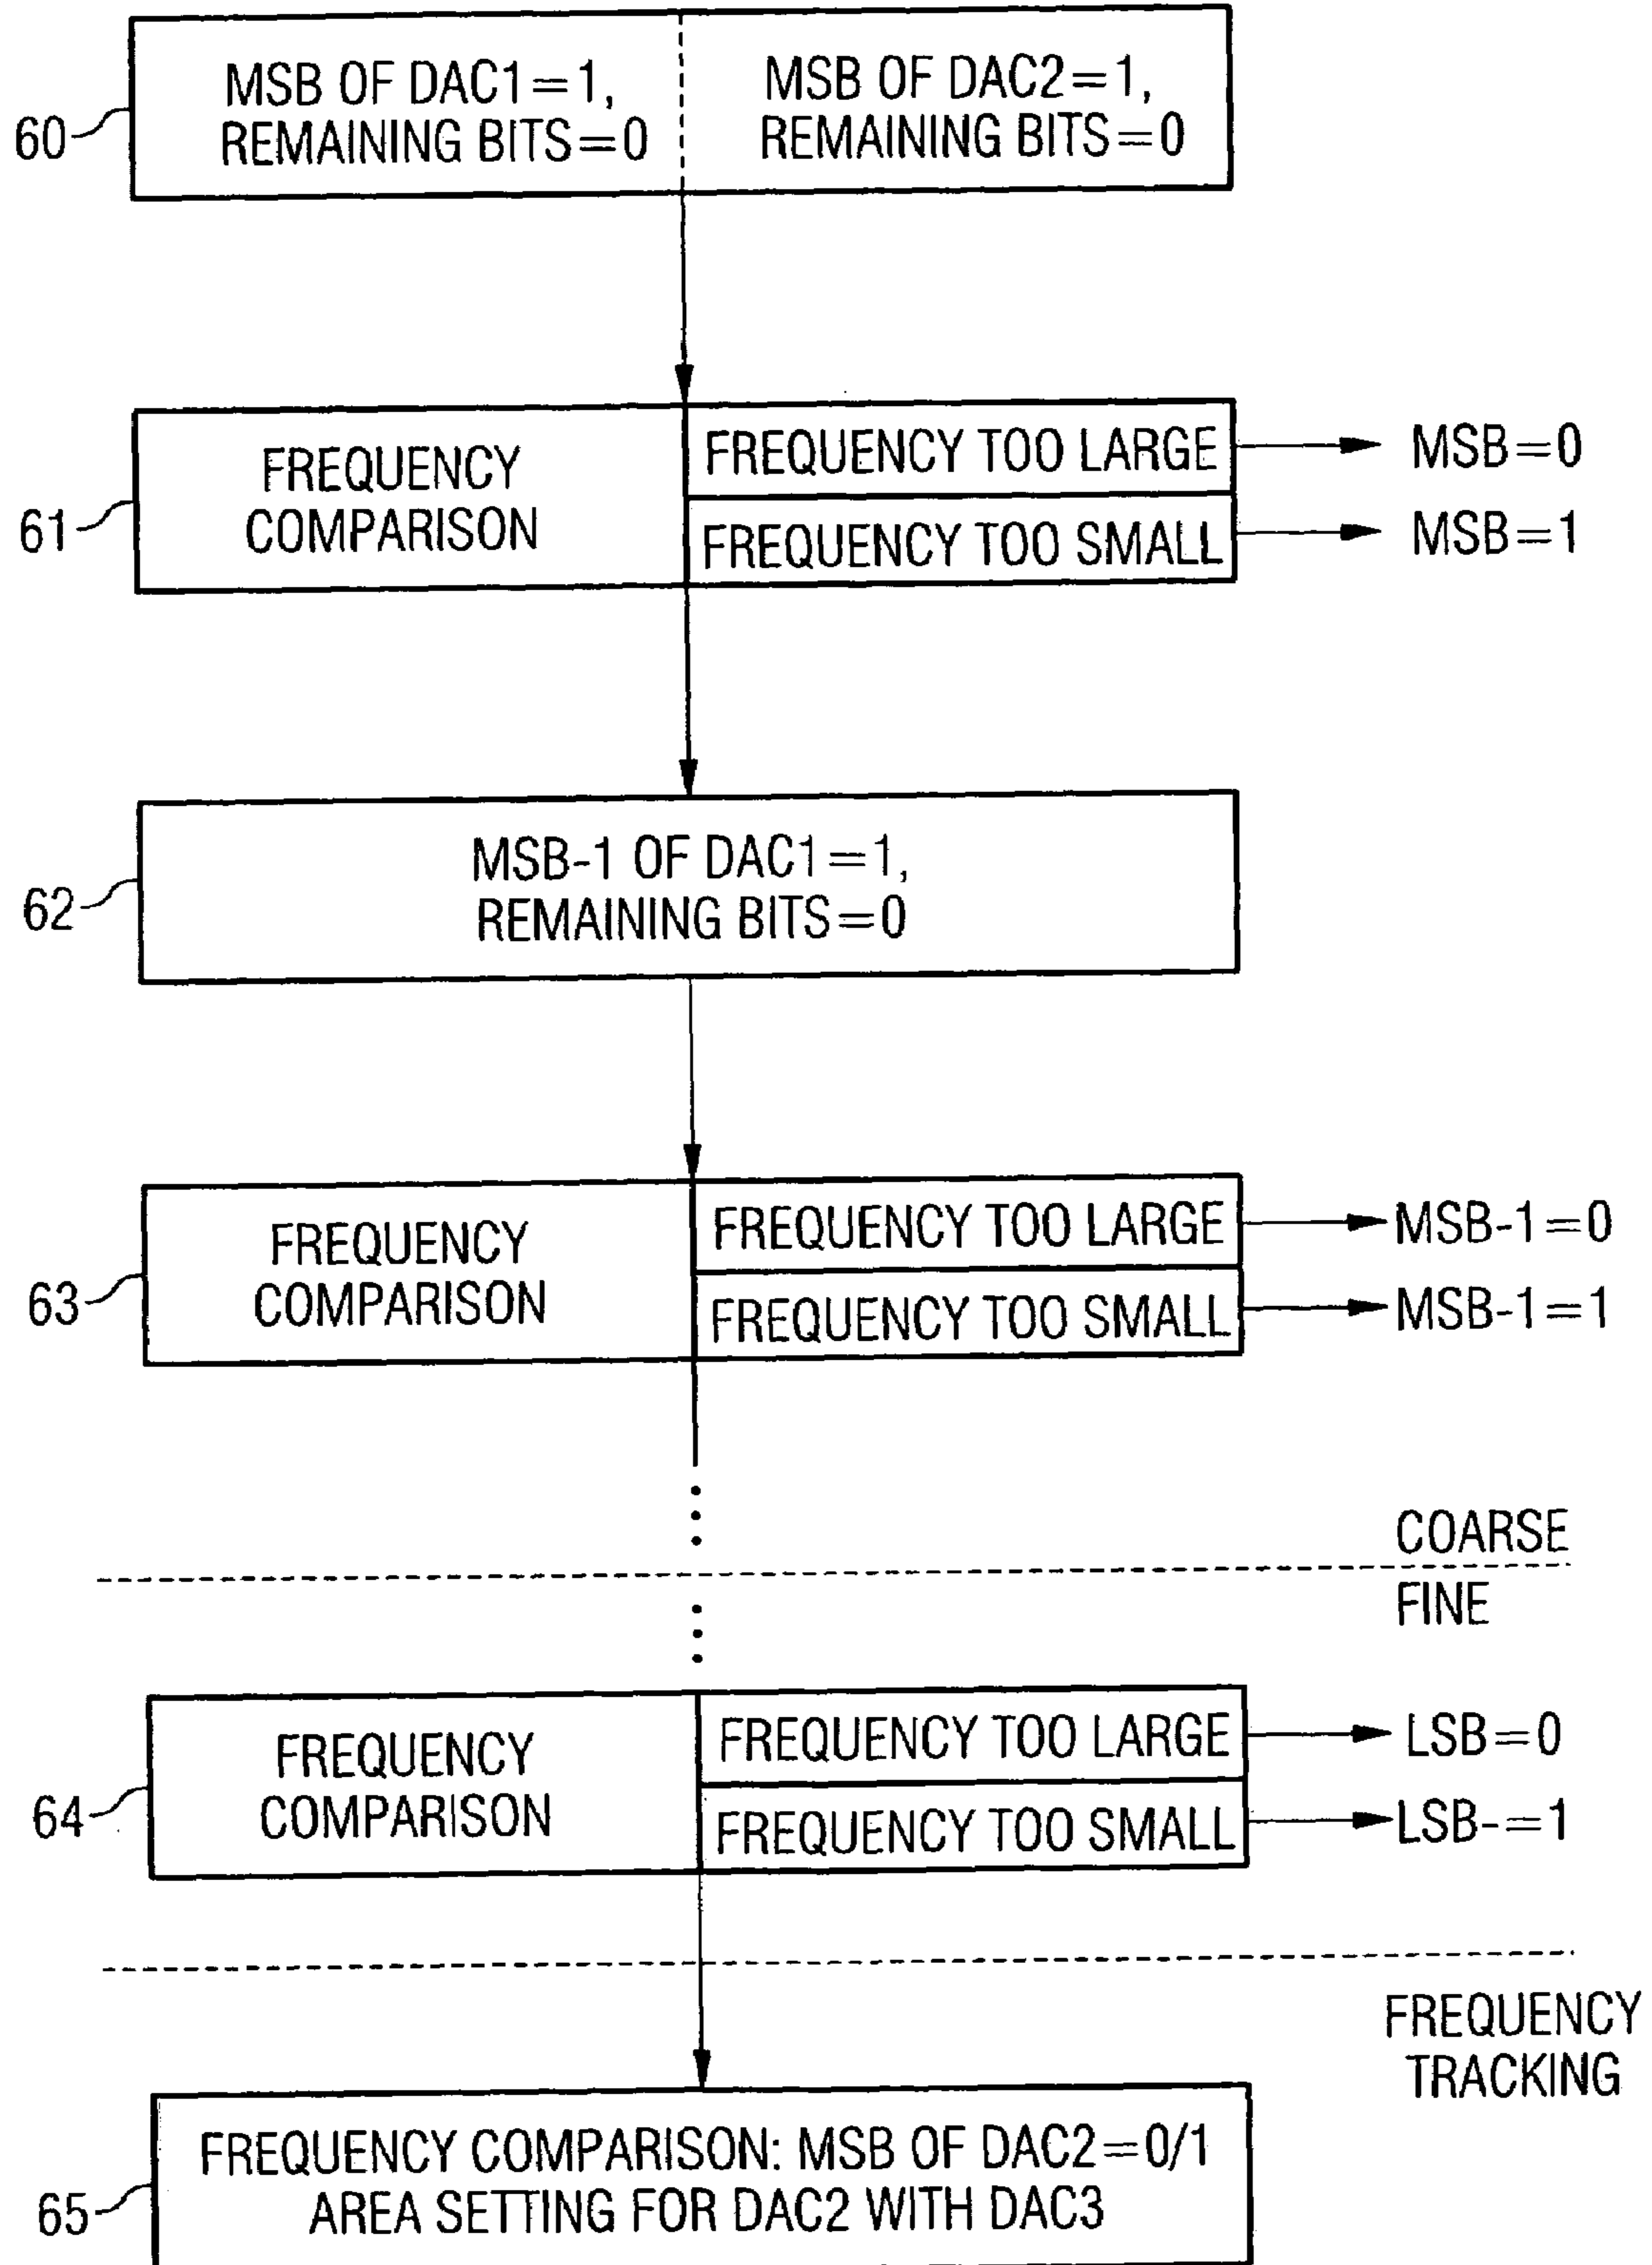 MSB OF DAC1=1,
REMAINING BITS=0
MSB OF DAC2=1,
REMAINING BITS=0
60
FREQUENCY
COMPARISON
FREQUENCY TOO LARGE
MSB=0
FREQUENCY TOO SMALL
MSB=1
61
MSB-1 OF DAC1=1,
REMAINING BITS=0
62
FREQUENCY
COMPARISON
FREQUENCY TOO LARGE
MSB-1=0
FREQUENCY TOO SMALL
MSB-1=1
63
COARSE
FINE
FREQUENCY
COMPARISON
FREQUENCY TOO LARGE
LSB=0
FREQUENCY TOO SMALL
LSB-=1
64
FREQUENCY
TRACKING
FREQUENCY COMPARISON: MSB OF DAC2=0/1
AREA SETTING FOR DAC2 WITH DAC3
65